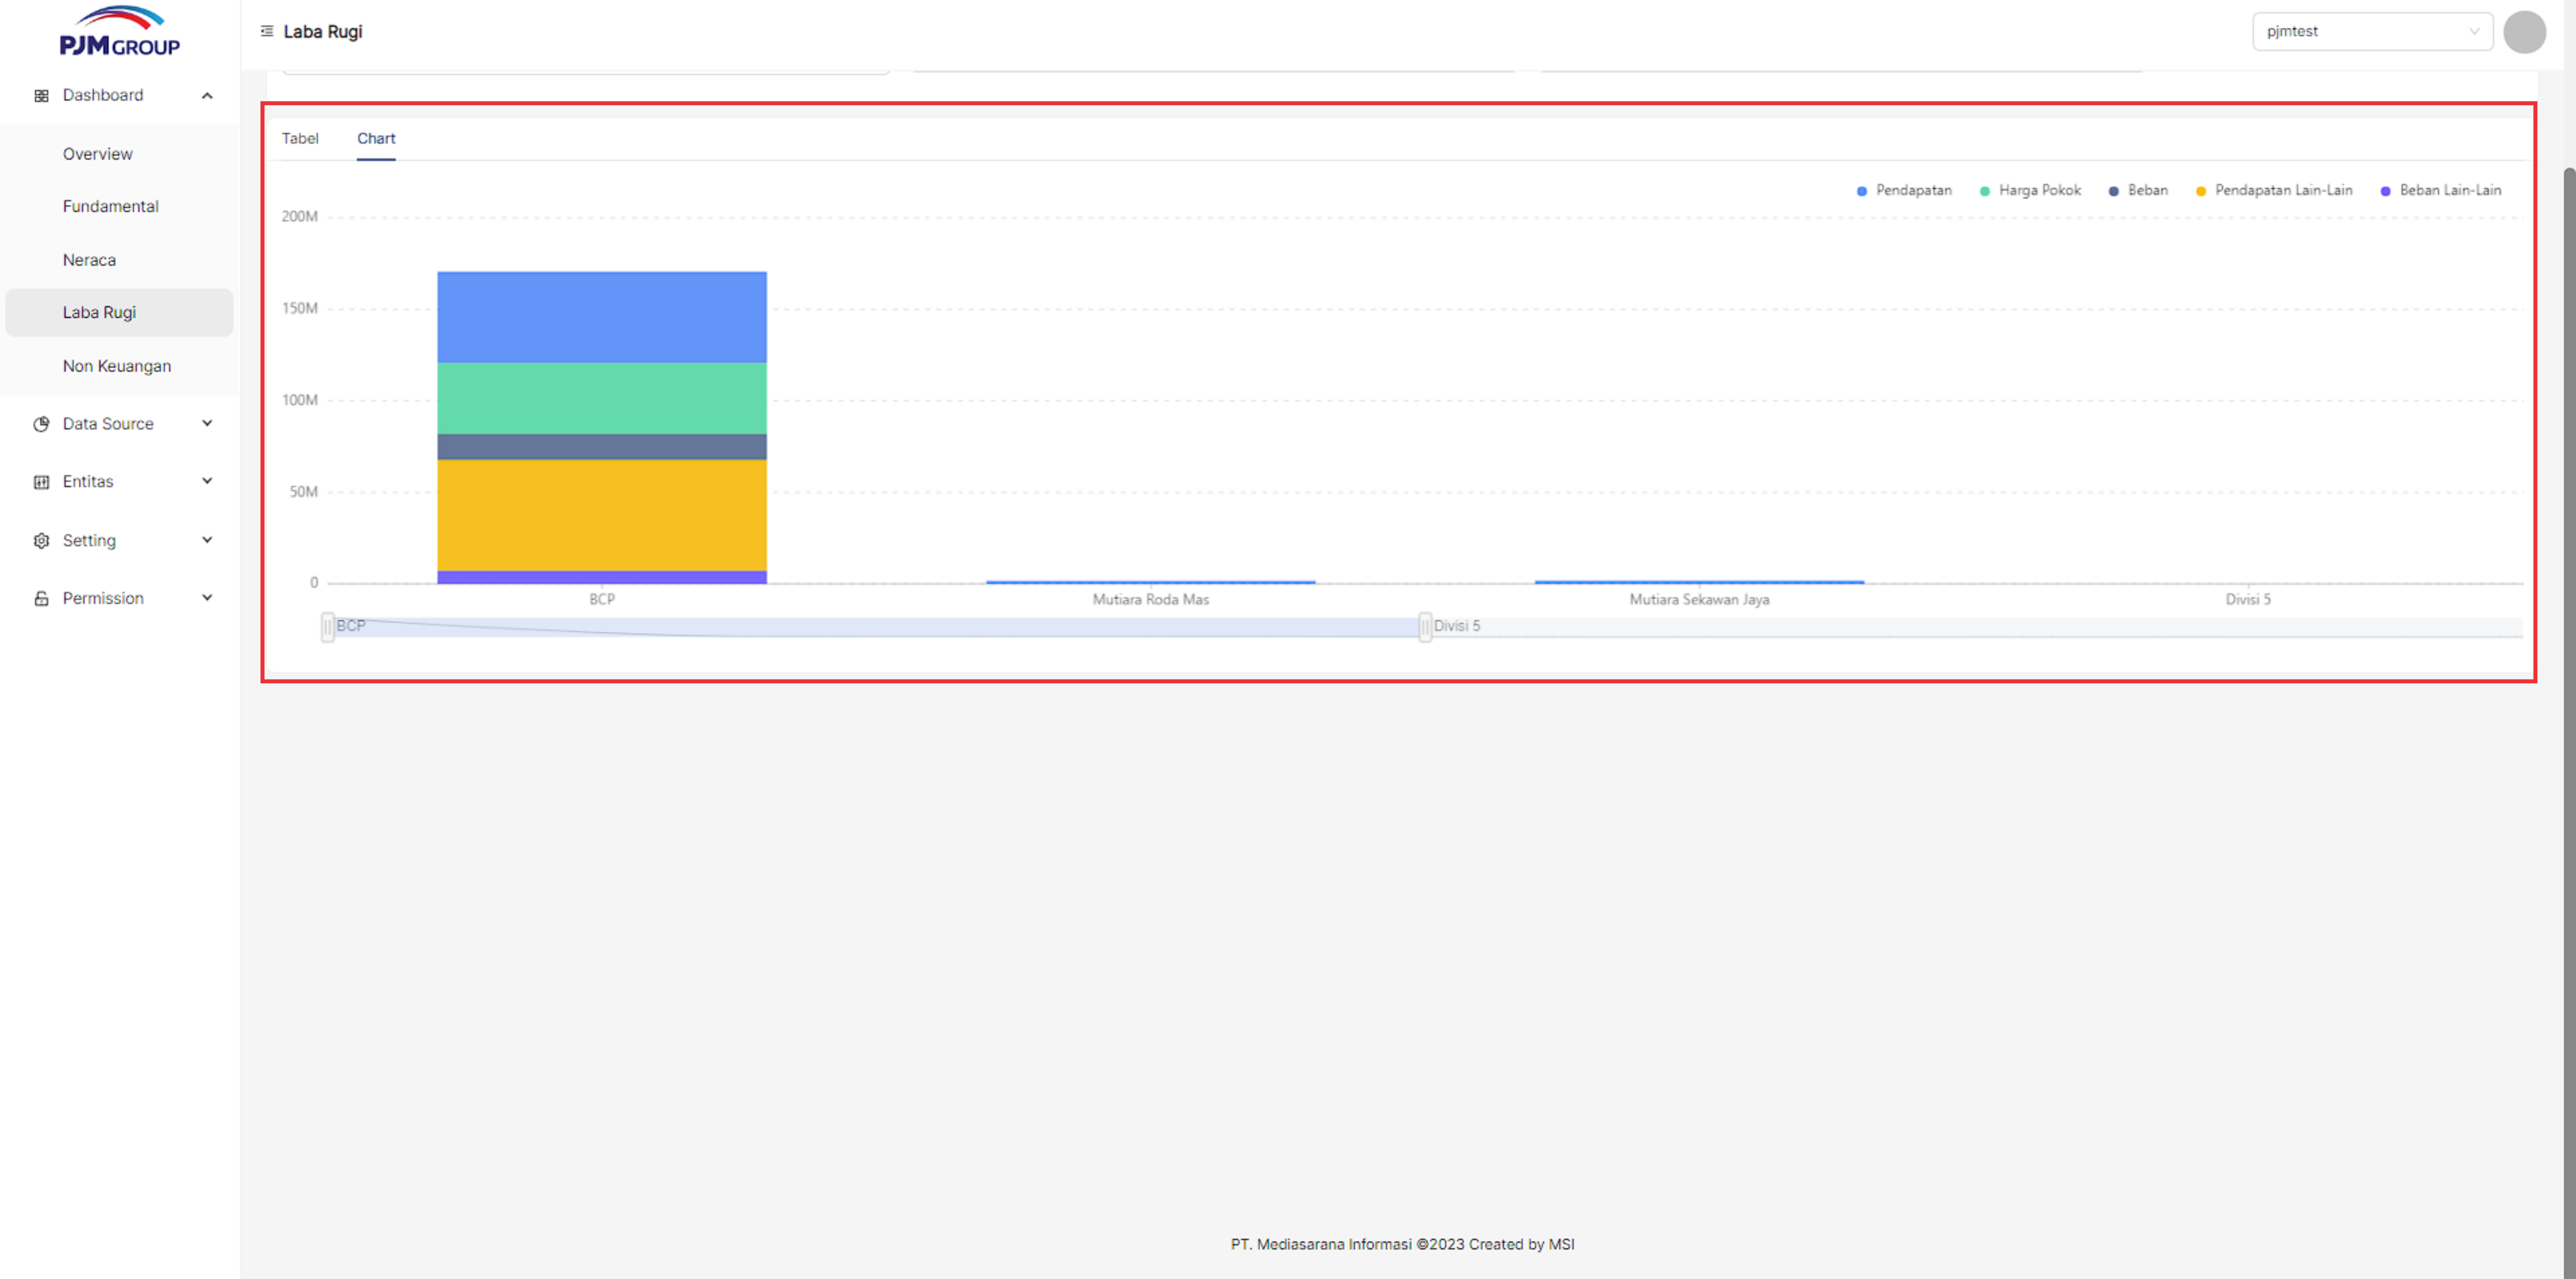 PJM GROUP
Laba Rugi
pjmtest
Dashboard
Overview
Fundamental
Neraca
Laba Rugi
Non Keuangan
Data Source
Entitas
Setting
Permission
Tabel Chart
Pendapatan Harga Pokok Beban Pendapatan Lain-Lain Beban Lain-Lain
200M
150M
100M
50M
0
BCP Mutiara Roda Mas Mutiara Sekawan Jaya Divisi 5
BCP Divisi 5
PT. Mediasarana Informasi ©2023 Created by MSI